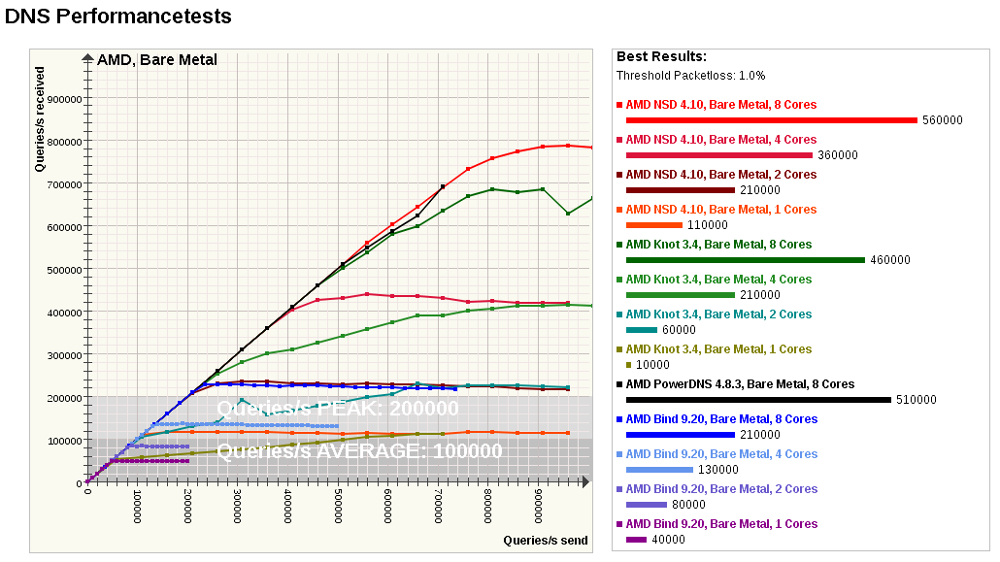 DNS Performancetests
AMD, Bare Metal
Queries/s received
900000
800000
700000
600000
500000
400000
300000
200000
100000
0
Queries/s PEAK: 200000
Queries/s AVERAGE: 100000
0
100000
200000
300000
400000
500000
600000
700000
800000
900000
Queries/s send
Best Results:
Threshold Packetloss: 1.0%
AMD NSD 4.10, Bare Metal, 8 Cores
560000
AMD NSD 4.10, Bare Metal, 4 Cores
360000
AMD NSD 4.10, Bare Metal, 2 Cores
210000
AMD NSD 4.10, Bare Metal, 1 Cores
110000
AMD Knot 3.4, Bare Metal, 8 Cores
460000
AMD Knot 3.4, Bare Metal, 4 Cores
210000
AMD Knot 3.4, Bare Metal, 2 Cores
60000
AMD Knot 3.4, Bare Metal, 1 Cores
10000
AMD PowerDNS 4.8.3, Bare Metal, 8 Cores
510000
AMD Bind 9.20, Bare Metal, 8 Cores
210000
AMD Bind 9.20, Bare Metal, 4 Cores
130000
AMD Bind 9.20, Bare Metal, 2 Cores
80000
AMD Bind 9.20, Bare Metal, 1 Cores
40000